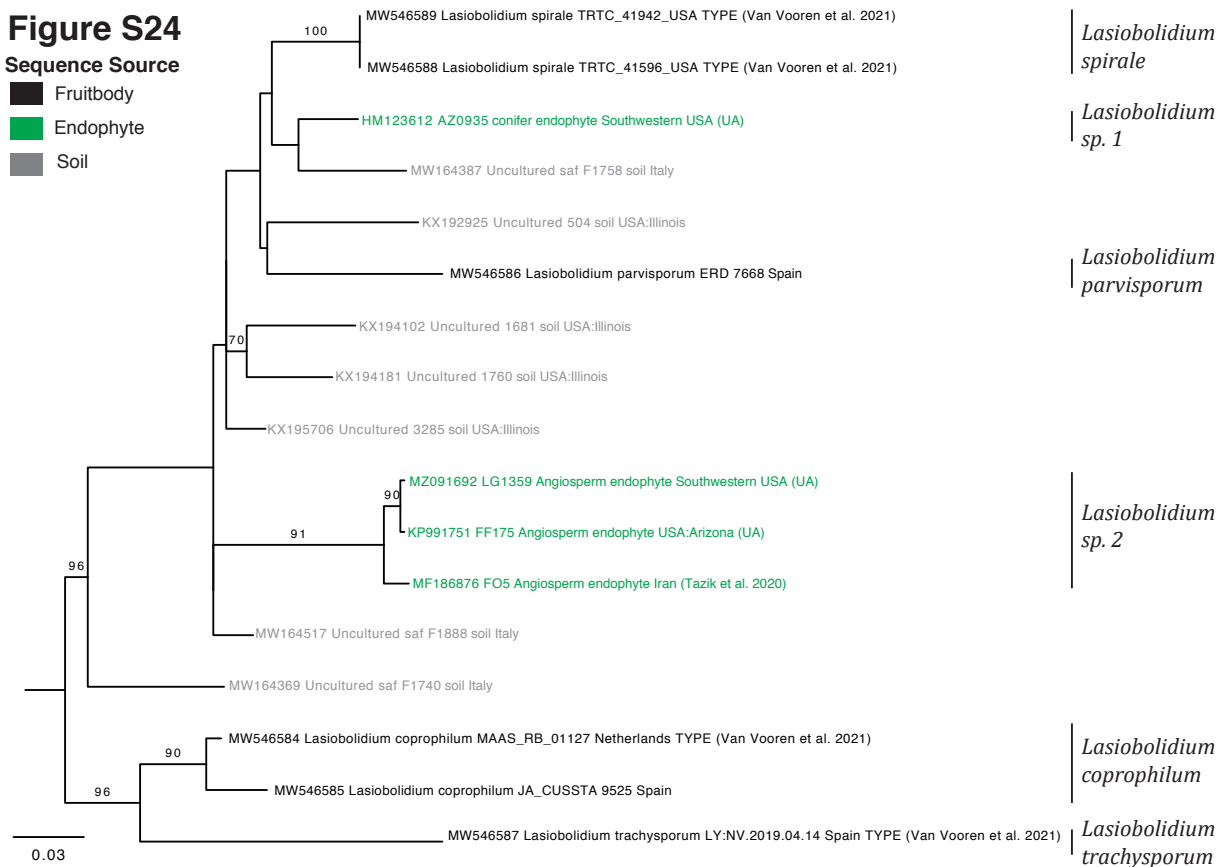 Figure S24
Sequence Source
Fruitbody
Endophyte
Soil
100
MW546589 Lasiobolidium spirale TRTC_41942_USA TYPE (Van Vooren et al. 2021)
MW546588 Lasiobolidium spirale TRTC_41596_USA TYPE (Van Vooren et al. 2021)
Lasiobolidium
spirale
HM123612 AZ0935 conifer endophyte Southwestern USA (UA)
Lasiobolidium
sp. 1
MW164387 Uncultured saf F1758 soil Italy
KX192925 Uncultured 504 soil USA:Illinois
MW546586 Lasiobolidium parvisporum ERD 7668 Spain
Lasiobolidium
parvisporum
KX194102 Uncultured 1681 soil USA:Illinois
70
KX194181 Uncultured 1760 soil USA:Illinois
KX195706 Uncultured 3285 soil USA:Illinois
MZ091692 LG1359 Angiosperm endophyte Southwestern USA (UA)
90
KP991751 FF175 Angiosperm endophyte USA:Arizona (UA)
91
MF186876 FO5 Angiosperm endophyte Iran (Tazik et al. 2020)
Lasiobolidium
sp. 2
96
MW164517 Uncultured saf F1888 soil Italy
MW164369 Uncultured saf F1740 soil Italy
MW546584 Lasiobolidium coprophilum MAAS_RB_01127 Netherlands TYPE (Van Vooren et al. 2021)
90
MW546585 Lasiobolidium coprophilum JA_CUSSTA 9525 Spain
Lasiobolidium
coprophilum
96
MW546587 Lasiobolidium trachysporum LY:NV.2019.04.14 Spain TYPE (Van Vooren et al. 2021)
Lasiobolidium
trachysporum
0.03